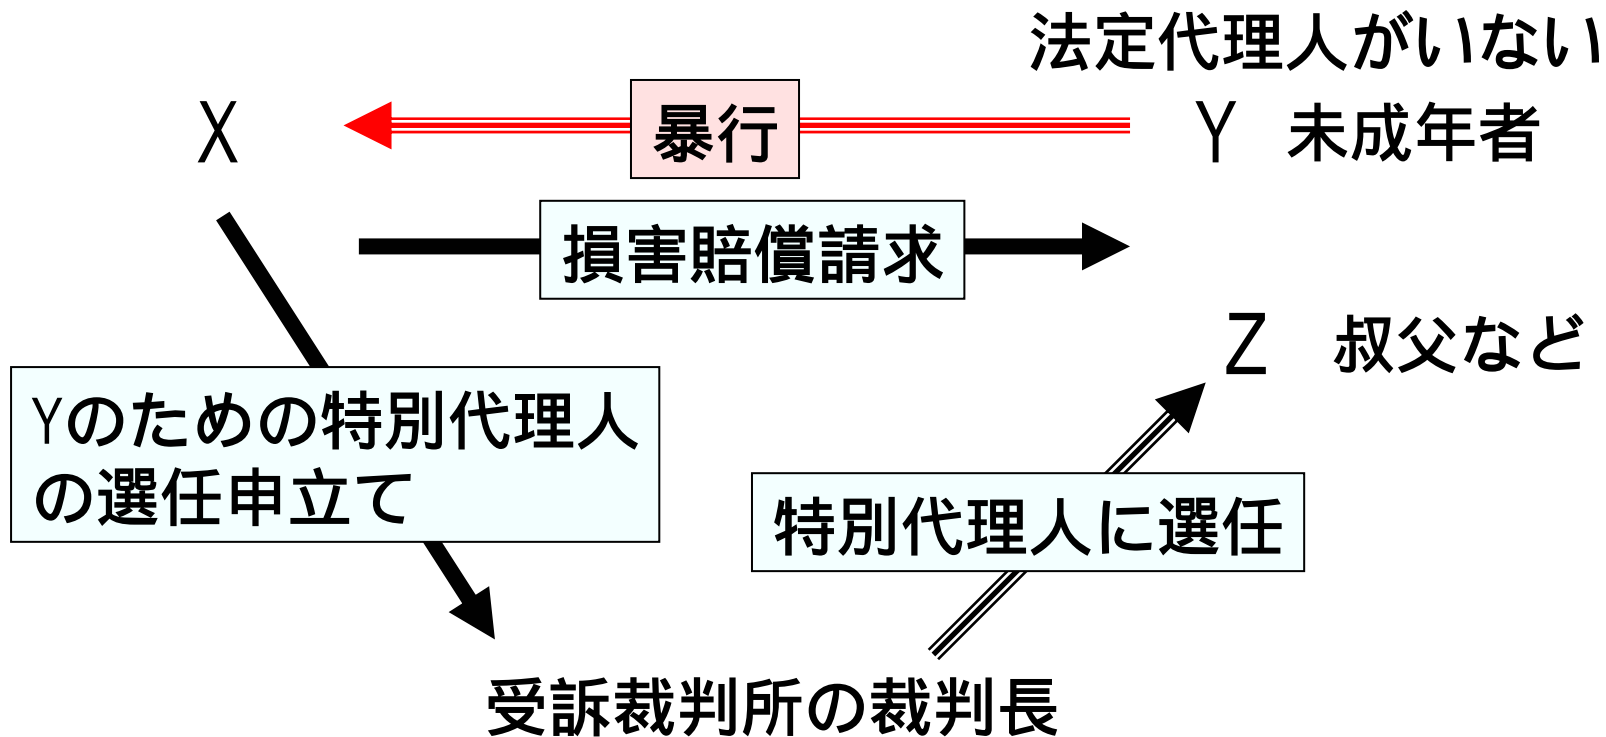 法定代理人がいない
X
暴行
Y 未成年者
損害賠償請求
Z 叔父など
Yのための特別代理人
の選任申立て
特別代理人に選任
受訴裁判所の裁判長